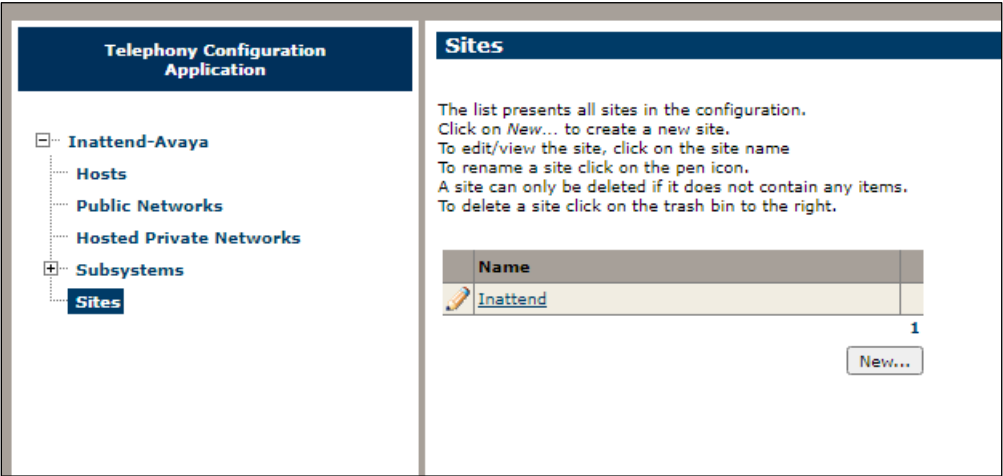 Telephony Configuration
Application
Inattend-Avaya
Hosts
Public Networks
Hosted Private Networks
Subsystems
Sites
Sites
The list presents all sites in the configuration.
Click on New... to create a new site.
To edit/view the site, click on the site name
To rename a site click on the pen icon.
A site can only be deleted if it does not contain any items.
To delete a site click on the trash bin to the right.
Name
Inattend
1
New...